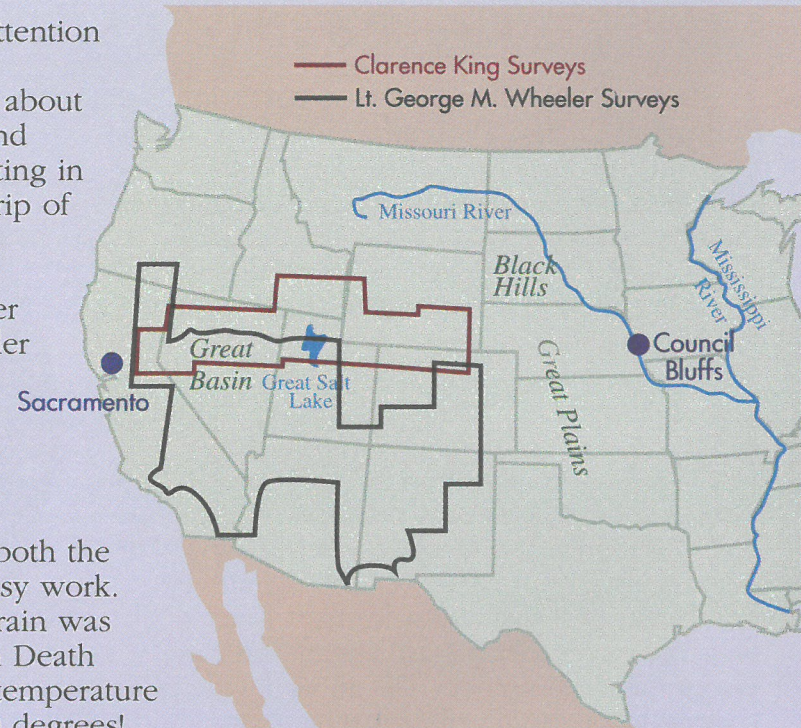 ttention
about
nd
ting in
rip of
er
er
both the
sy work.
rain was
Death
temperature
degrees!
Clarence King Surveys
Lt. George M. Wheeler Surveys
Missouri River
Black
Hills
Mississippi
River
Great
Basin
Great Salt
Lake
Great Plains
Council
Bluffs
Sacramento